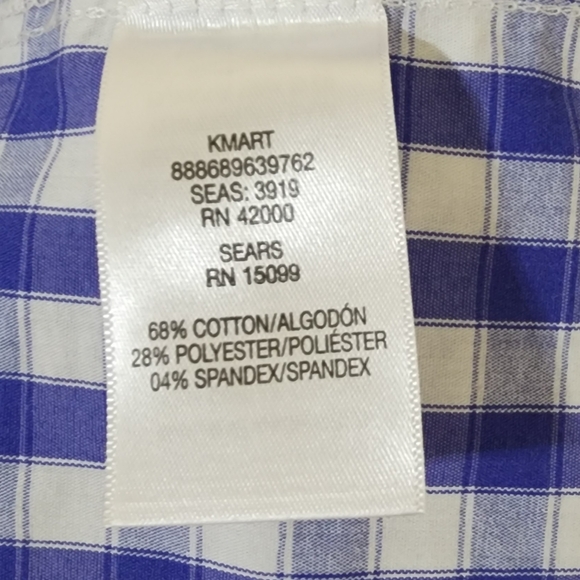 KMART
888689639762
SEAS: 3919
RN 42000
SEARS
RN 15099
68% COTTON/ALGODÓN
28% POLYESTER/POLIÉSTER
04% SPANDEX/SPANDEX